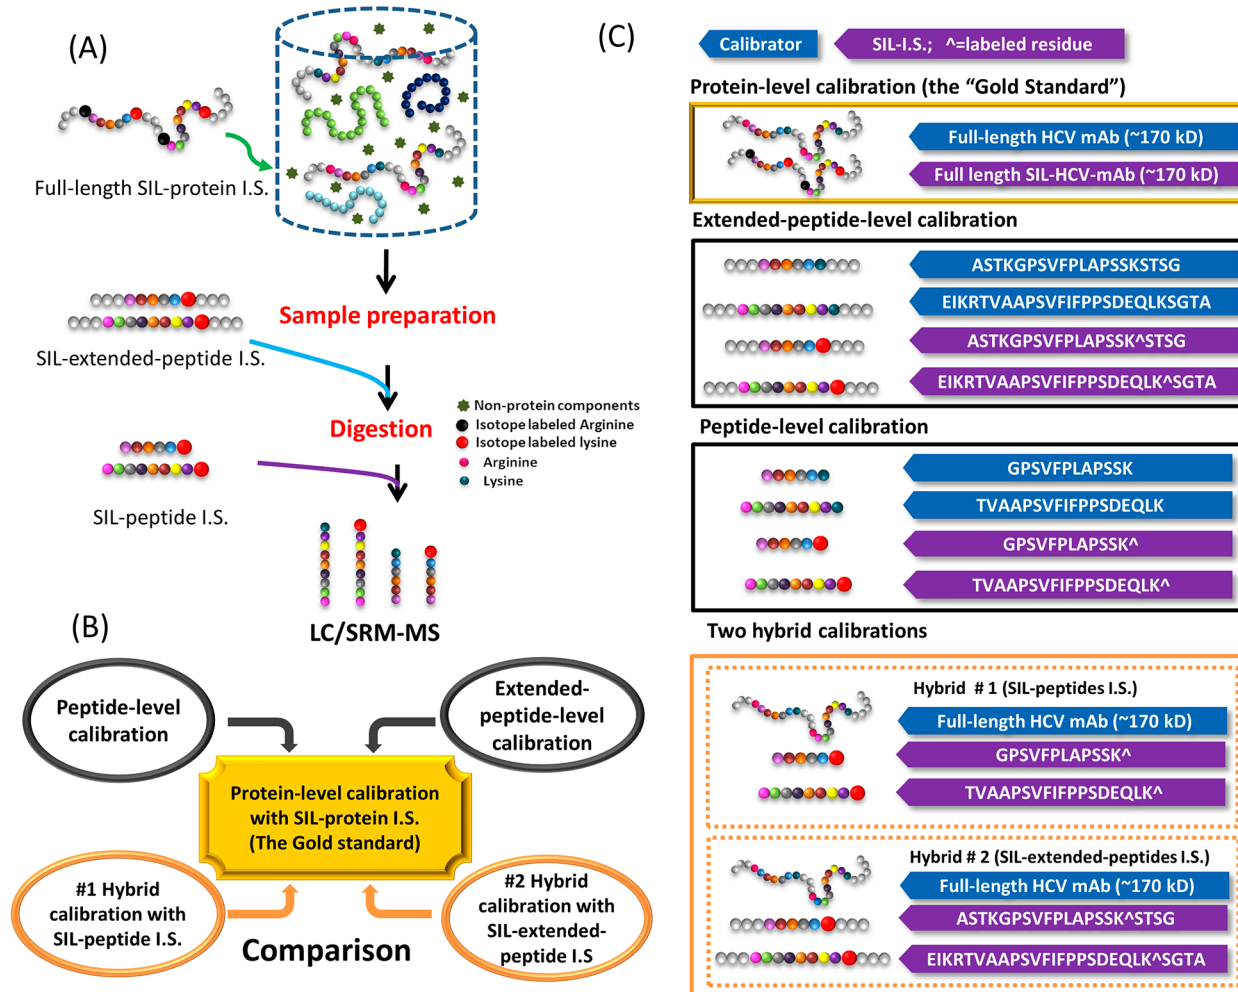 (A)
Full-length SIL-protein I.S.
Sample preparation
SIL-extended-peptide I.S.
Digestion
Non-protein components
Isotope labeled Arginine
Isotope labeled lysine
Arginine
Lysine
SIL-peptide I.S.
LC/SRM-MS
(B)
Peptide-level
calibration
Extended-
peptide-level
calibration
Protein-level calibration
with SIL-protein I.S.
(The Gold standard)
#1 Hybrid
calibration with
SIL-peptide I.S.
#2 Hybrid
calibration with
SIL-extended-
peptide I.S
Comparison
(C)
Calibrator
SIL-I.S.; ^=labeled residue
Protein-level calibration (the “Gold Standard”)
Full-length HCV mAb (~170 kD)
Full length SIL-HCV-mAb (~170 kD)
Extended-peptide-level calibration
ASTKGPSVFPLAPSSKSTSG
EIKRTVAAPSVFIFPPSDEQLKSGTA
ASTKGPSVFPLAPSSK^STSG
EIKRTVAAPSVFIFPPSDEQLK^SGTA
Peptide-level calibration
GPSVFPLAPSSK
TVAAPSVFIFPPSDEQLK
GPSVFPLAPSSK^
TVAAPSVFIFPPSDEQLK^
Two hybrid calibrations
Hybrid # 1 (SIL-peptides I.S.)
Full-length HCV mAb (~170 kD)
GPSVFPLAPSSK^
TVAAPSVFIFPPSDEQLK^
Hybrid # 2 (SIL-extended-peptides I.S.)
Full-length HCV mAb (~170 kD)
ASTKGPSVFPLAPSSK^STSG
EIKRTVAAPSVFIFPPSDEQLK^SGTA